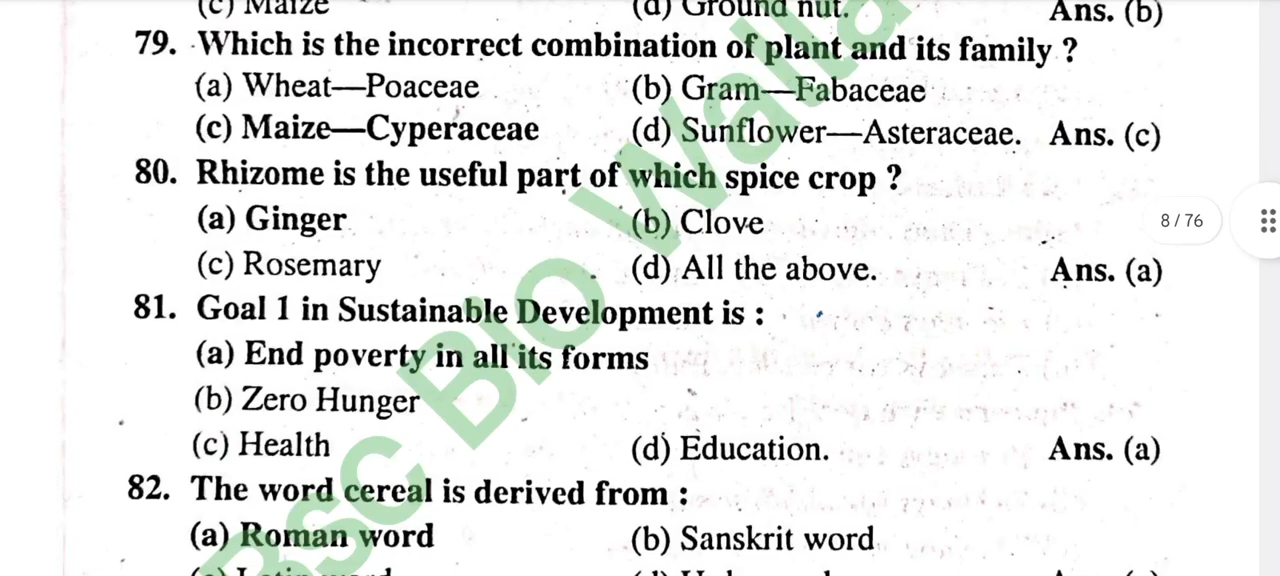 (c) Maize (d) Ground nut. Ans. (b)
79. Which is the incorrect combination of plant and its family ?
(a) Wheat—Poaceae (b) Gram—Fabaceae
(c) Maize—Cyperaceae (d) Sunflower—Asteraceae. Ans. (c)
80. Rhizome is the useful part of which spice crop ?
(a) Ginger (b) Clove
8 / 76
(c) Rosemary (d) All the above. Ans. (a)
81. Goal 1 in Sustainable Development is :
(a) End poverty in all its forms
(b) Zero Hunger
(c) Health (d) Education. Ans. (a)
82. The word cereal is derived from :
(a) Roman word (b) Sanskrit word
BSC Bio Walla